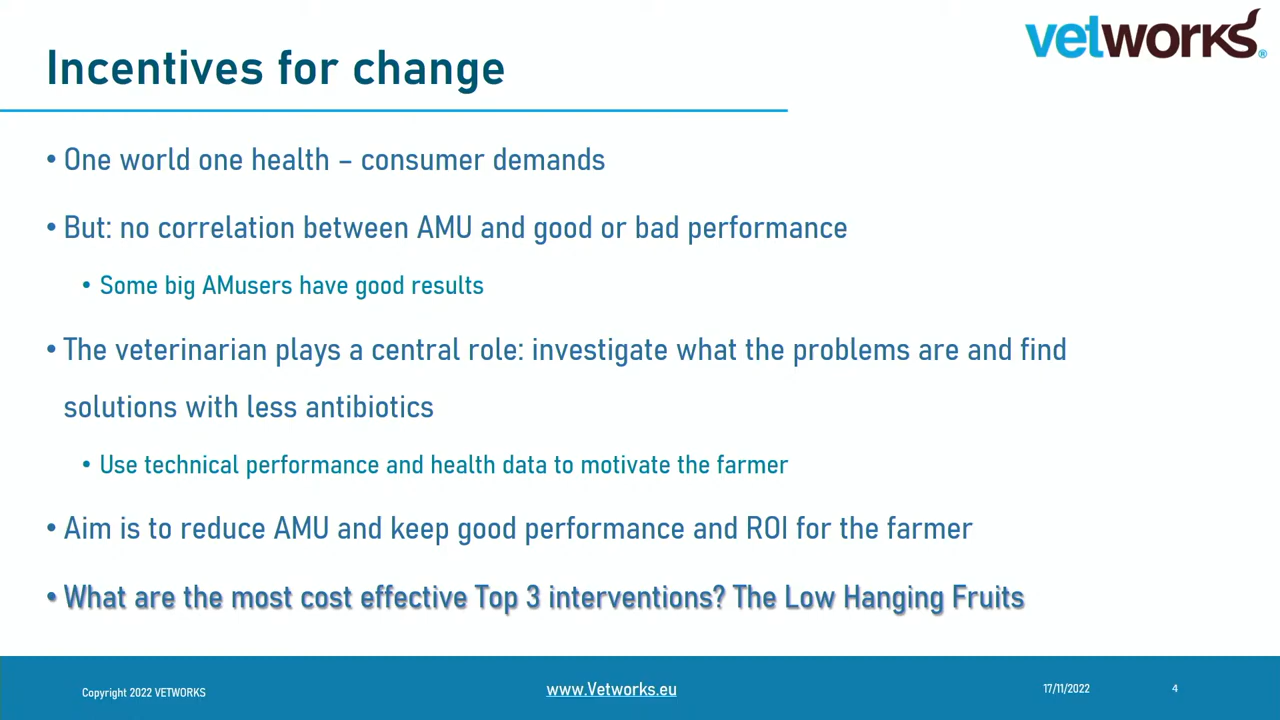 vetworks®
Incentives for change
• One world one health – consumer demands
• But: no correlation between AMU and good or bad performance
• Some big AMusers have good results
• The veterinarian plays a central role: investigate what the problems are and find
solutions with less antibiotics
• Use technical performance and health data to motivate the farmer
• Aim is to reduce AMU and keep good performance and ROI for the farmer
• What are the most cost effective Top 3 interventions? The Low Hanging Fruits
Copyright 2022 VETWORKS
www.Vetworks.eu
17/11/2022
4